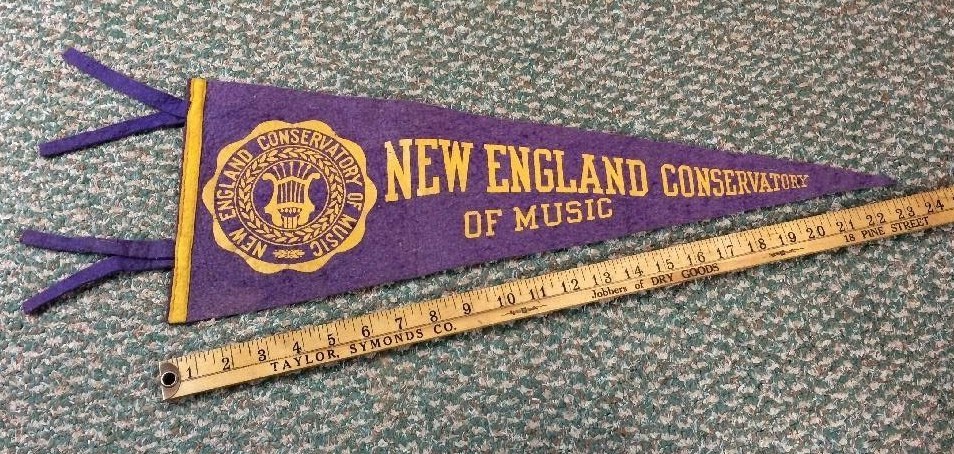 NEW ENGLAND CONSERVATORY OF MUSIC
NEW ENGLAND CONSERVATORY
OF MUSIC
1 2 3 4 5 6 7 8 9 10 11 12 13 14 15 16 17 18 19 20 21 22 23 24
TAYLOR, SYMONDS CO. Jobbers of DRY GOODS 18 PINE STREET